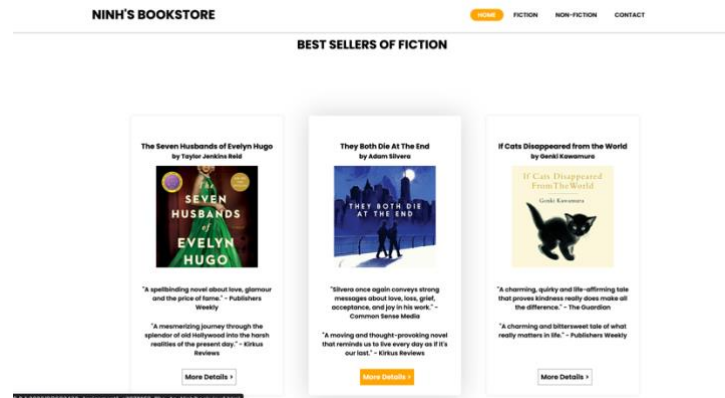 NINH'S BOOKSTORE
HOME
FICTION
NON-FICTION
CONTACT
BEST SELLERS OF FICTION
The Seven Husbands of Evelyn Hugo
by Taylor Jenkins Reid
THE
SEVEN
HUSBANDS
of
EVELYN
HUGO
"A spellbinding novel about love, glamour
and the price of fame." - Publishers
Weekly
"A mesmerizing journey through the
splendor of old Hollywood into the harsh
realities of the present day." - Kirkus
Reviews
More Details >
They Both Die At The End
by Adam Silvera
THEY BOTH DIE
AT THE END
"Silvera once again conveys strong
messages about love, loss, grief,
acceptance, and joy in his work." -
Common Sense Media
"A moving and thought-provoking novel
that reminds us to live every day as if it's
our last." - Kirkus Reviews
More Details >
If Cats Disappeared from the World
by Genki Kawamura
If Cats Disappeared
From The World
Genki Kawamura
"A charming, quirky and life-affirming tale
that proves kindness really does make all
the difference." - The Guardian
"A charming and bittersweet tale of what
really matters in life." - Publishers Weekly
More Details >